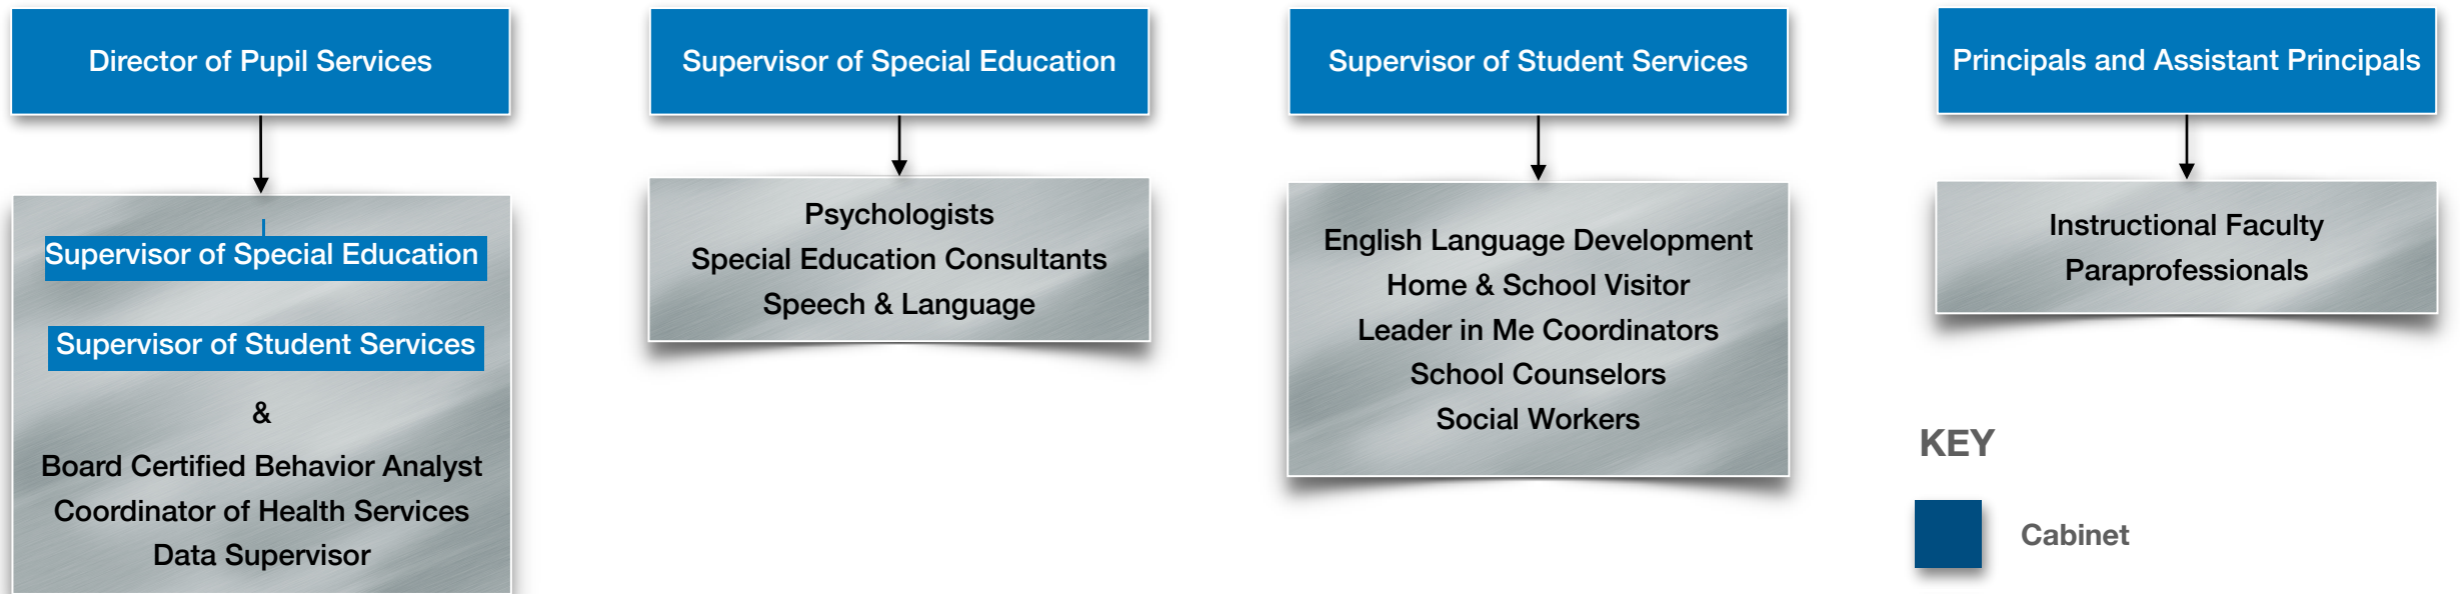 Director of Pupil Services
Supervisor of Special Education
Supervisor of Student Services
&
Board Certified Behavior Analyst
Coordinator of Health Services
Data Supervisor
Supervisor of Special Education
Psychologists
Special Education Consultants
Speech & Language
Supervisor of Student Services
English Language Development
Home & School Visitor
Leader in Me Coordinators
School Counselors
Social Workers
Principals and Assistant Principals
Instructional Faculty
Paraprofessionals
KEY
Cabinet